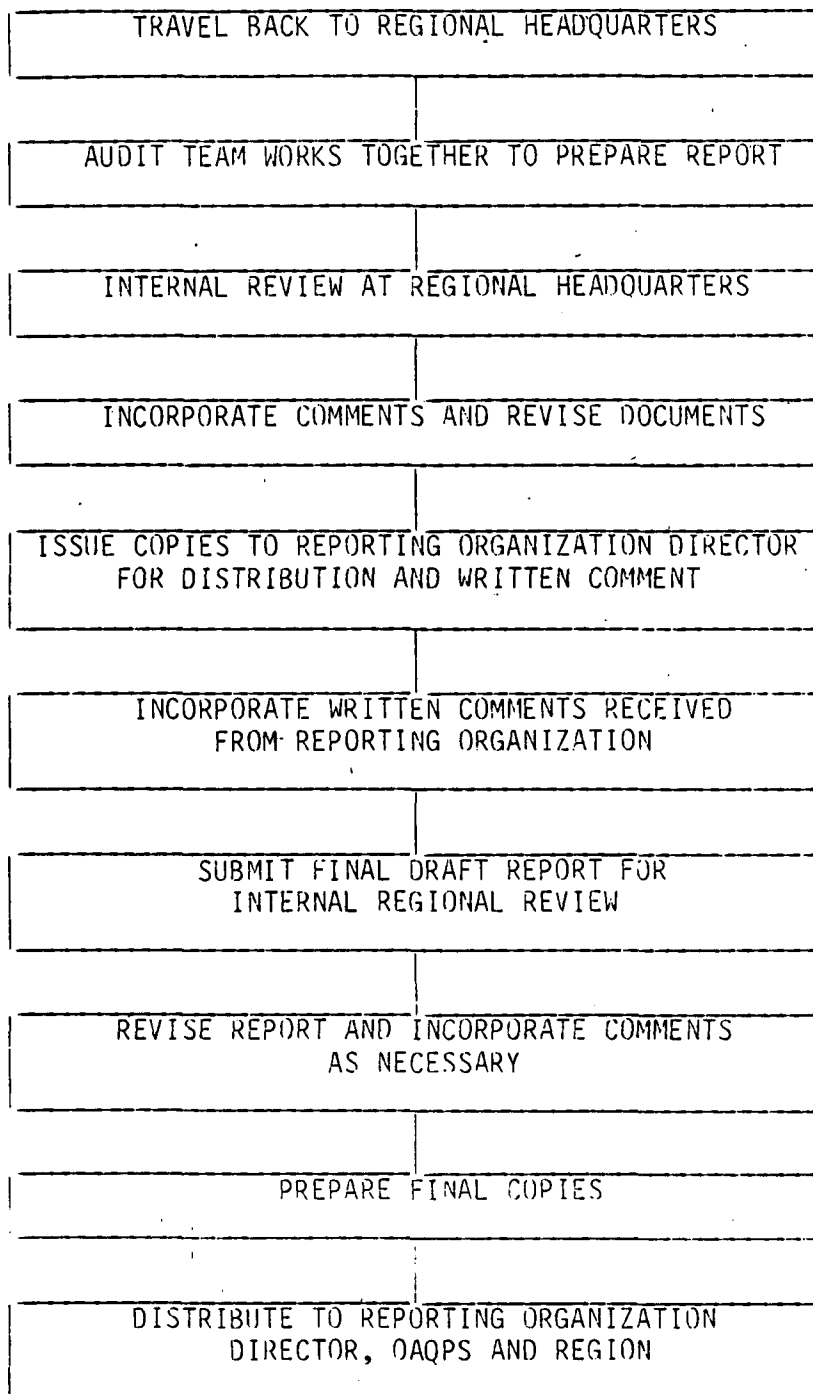 TRAVEL BACK TO REGIONAL HEADQUARTERS
AUDIT TEAM WORKS TOGETHER TO PREPARE REPORT
INTERNAL REVIEW AT REGIONAL HEADQUARTERS
INCORPORATE COMMENTS AND REVISE DOCUMENTS
ISSUE COPIES TO REPORTING ORGANIZATION DIRECTOR
FOR DISTRIBUTION AND WRITTEN COMMENT
INCORPORATE WRITTEN COMMENTS RECEIVED
FROM REPORTING ORGANIZATION
SUBMIT FINAL DRAFT REPORT FOR
INTERNAL REGIONAL REVIEW
REVISE REPORT AND INCORPORATE COMMENTS
AS NECESSARY
PREPARE FINAL COPIES
DISTRIBUTE TO REPORTING ORGANIZATION
DIRECTOR, OAQPS AND REGION